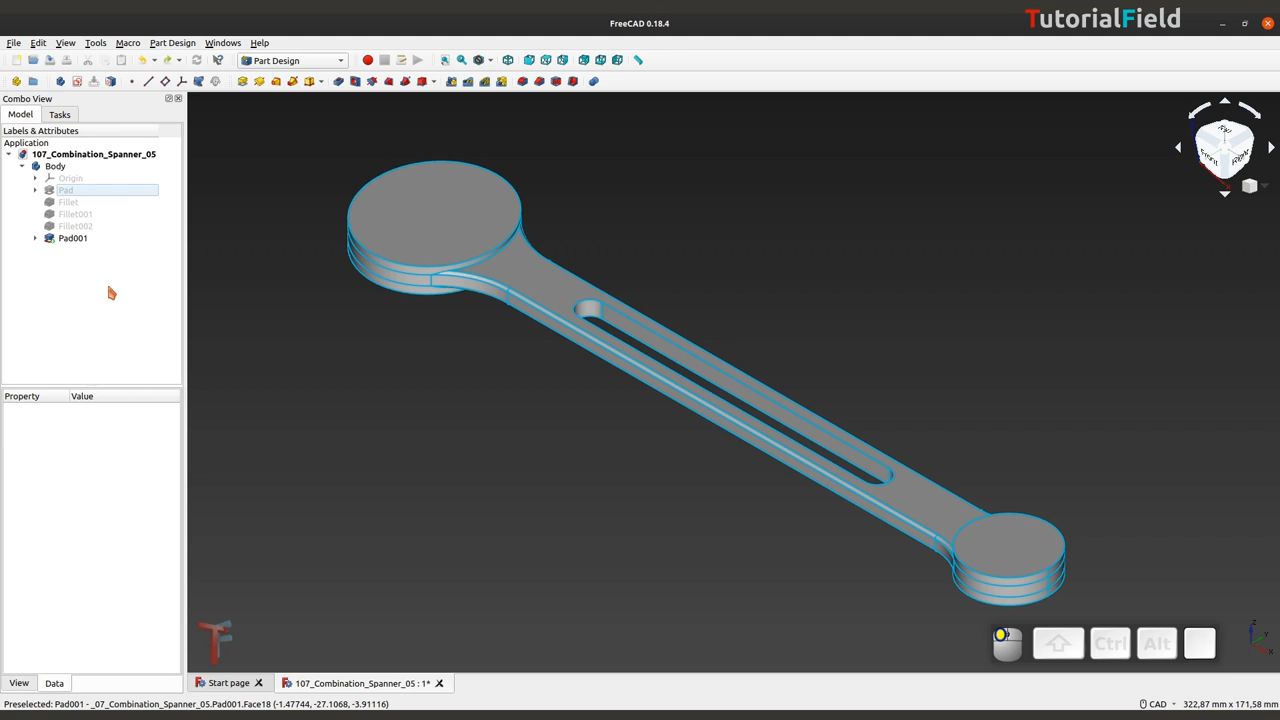 FreeCAD 0.18.4
TutorialField
File Edit View Tools Macro Part Design Windows Help
Part Design
Combo View
Model Tasks
Labels & Attributes
Application
107_Combination_Spanner_05
Body
Origin
Pad
Fillet
Fillet001
Fillet002
Pad001
Property Value
Ctrl Alt
View Data
Start page 107_Combination_Spanner_05 : 1*
Preselected: Pad001 - _07_Combination_Spanner_05.Pad001.Face18 (-1.47744, -27.1068, -3.91116) CAD 322,87 mm x 171,58 mm